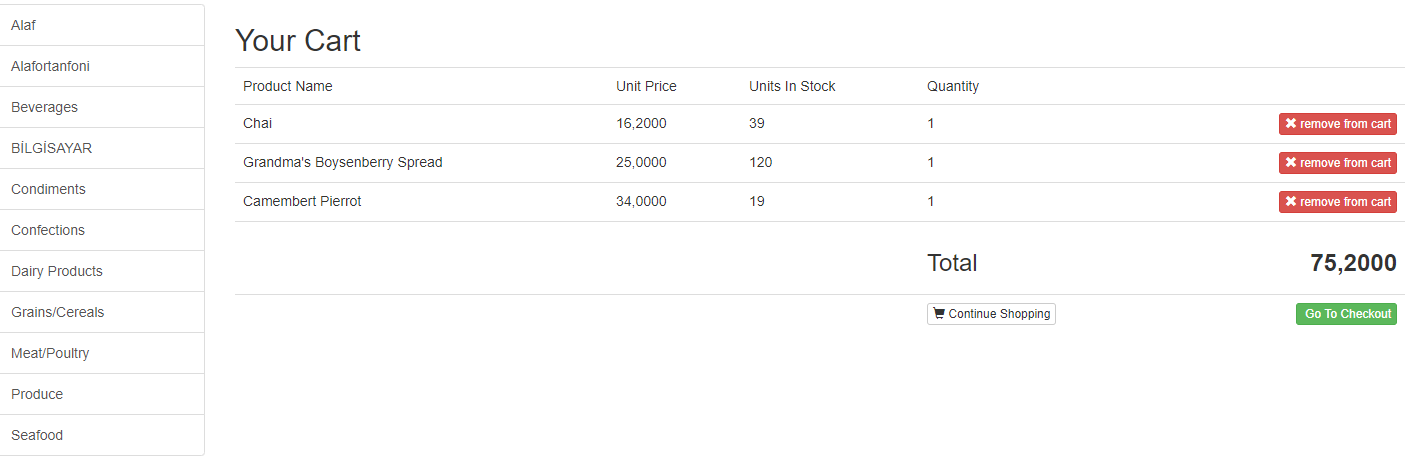 Alaf
Alafortanfoni
Beverages
BİLGİSAYAR
Condiments
Confections
Dairy Products
Grains/Cereals
Meat/Poultry
Produce
Seafood
Your Cart
Product Name Unit Price Units In Stock Quantity
Chai 16,2000 39 1 remove from cart
Grandma's Boysenberry Spread 25,0000 120 1 remove from cart
Camembert Pierrot 34,0000 19 1 remove from cart
Total 75,2000
Continue Shopping Go To Checkout